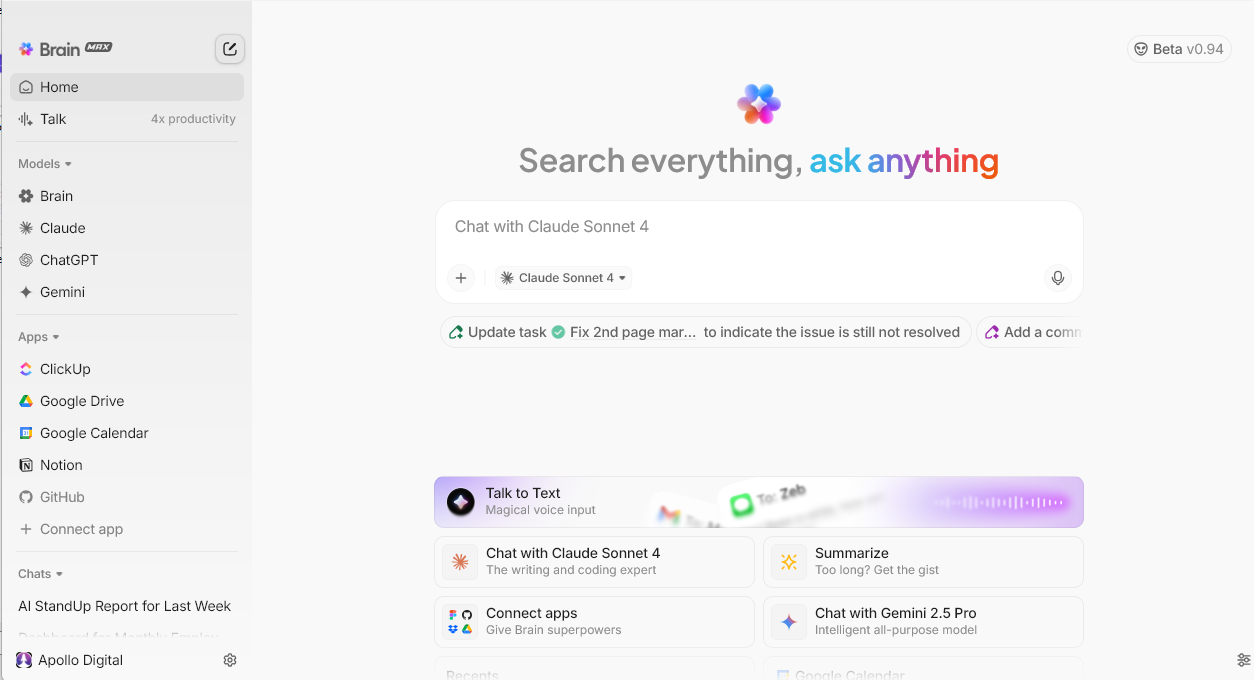 Brain MAX
Home
Talk 4x productivity
Models
Brain
Claude
ChatGPT
Gemini
Apps
ClickUp
Google Drive
Google Calendar
Notion
GitHub
Connect app
Chats
AI StandUp Report for Last Week
Dashboard for Monthly Employ
Apollo Digital
Beta v0.94
Search everything, ask anything
Chat with Claude Sonnet 4
Claude Sonnet 4
Update task Fix 2nd page mar... to indicate the issue is still not resolved
Add a comm
Talk to Text
Magical voice input
To: Zeb
Chat with Claude Sonnet 4
The writing and coding expert
Summarize
Too long? Get the gist
Connect apps
Give Brain superpowers
Chat with Gemini 2.5 Pro
Intelligent all-purpose model
Recents
Google Calendar